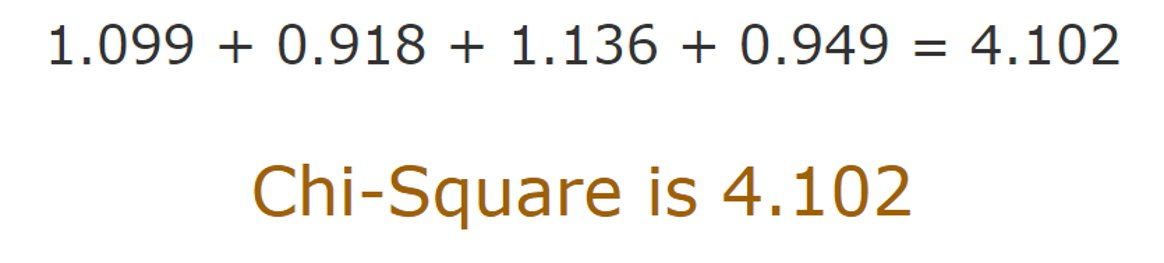 1.099 + 0.918 + 1.136 + 0.949 = 4.102
Chi-Square is 4.102